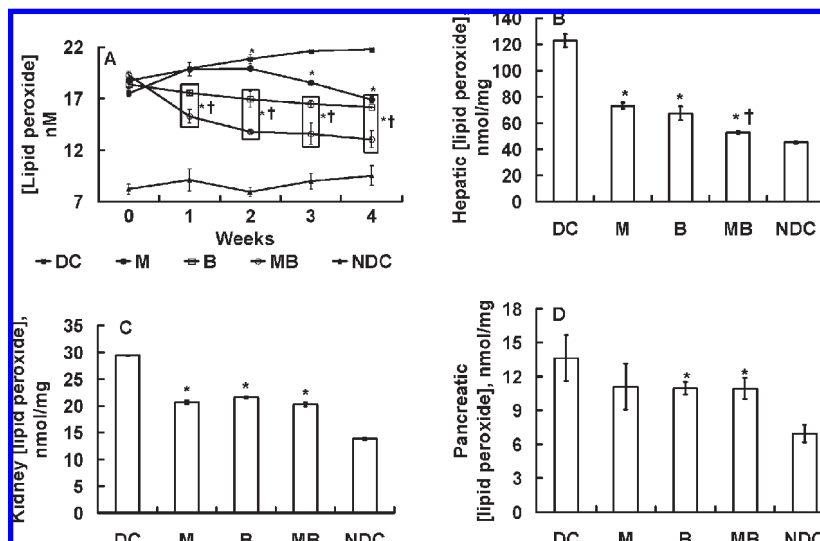 A
[Lipid peroxide]
nM
22
17
12
7
*
*
*
*†
*†
*†
*†
0 1 2 3 4
Weeks
DC M B MB NDC
B
Hepatic [lipid peroxide],
nmol/mg
140
120
100
80
60
40
20
0
* * *†
DC M B MB NDC
C
Kidney [lipid peroxide],
nmol/mg
35
30
25
20
15
10
5
0
* * *
DC M B MB NDC
D
Pancreatic
[lipid peroxide], nmol/mg
18
15
12
9
6
3
0
* *
DC M B MB NDC